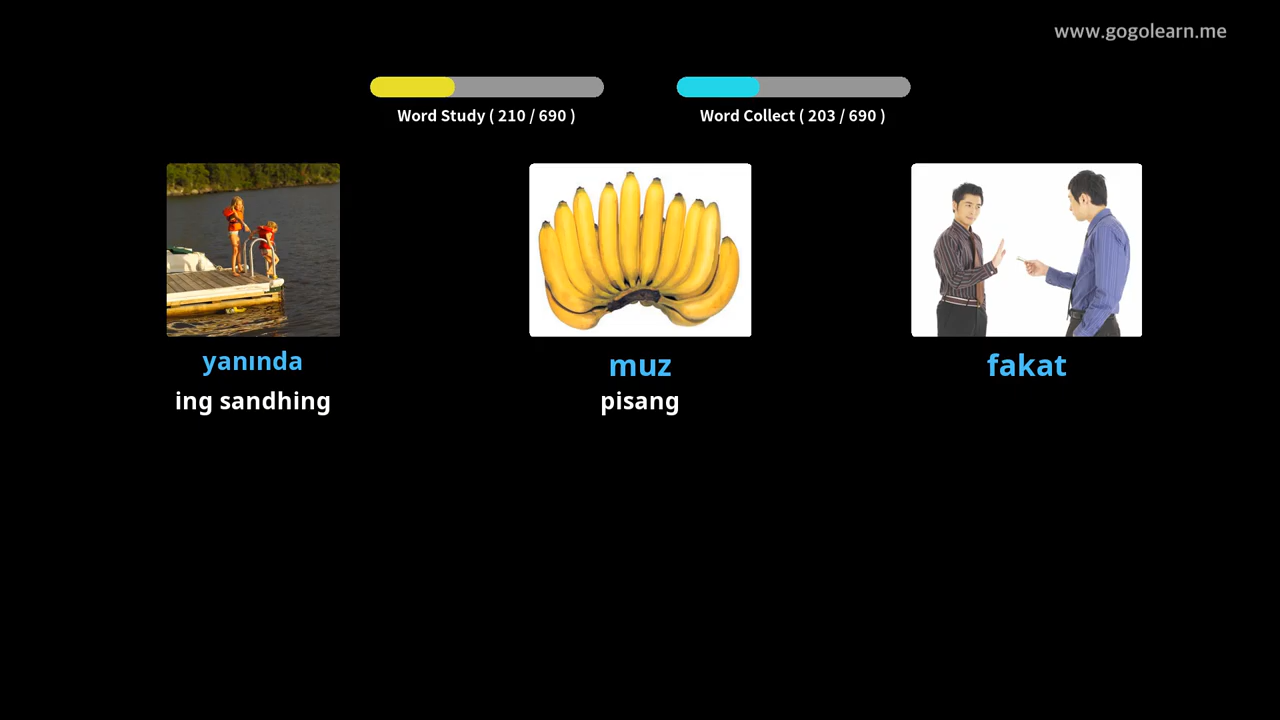 www.gogolearn.me
Word Study ( 210 / 690 )
Word Collect ( 203 / 690 )
yanında
ing sandhing
muz
pisang
fakat